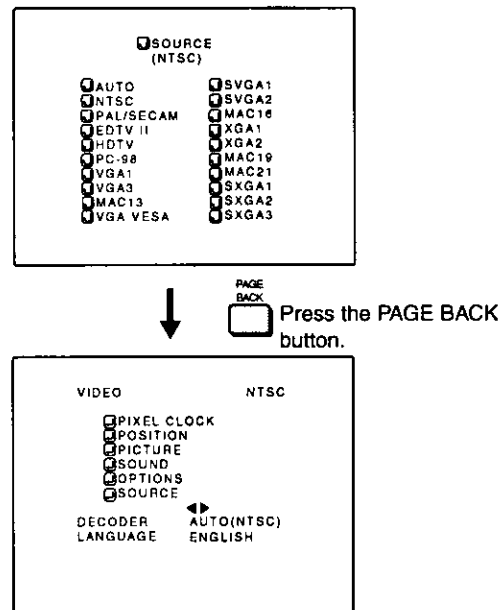 SOURCE
(NTSC)
AUTO
NTSC
PAL/SECAM
EDTV II
HDTV
PC-98
VGA1
VGA3
MAC13
VGA VESA
SVGA1
SVGA2
MAC16
XGA1
XGA2
MAC19
MAC21
SXGA1
SXGA2
SXGA3
PAGE
BACK
Press the PAGE BACK
button.
VIDEO NTSC
PIXEL CLOCK
POSITION
PICTURE
SOUND
OPTIONS
SOURCE
DECODER AUTO(NTSC)
LANGUAGE ENGLISH